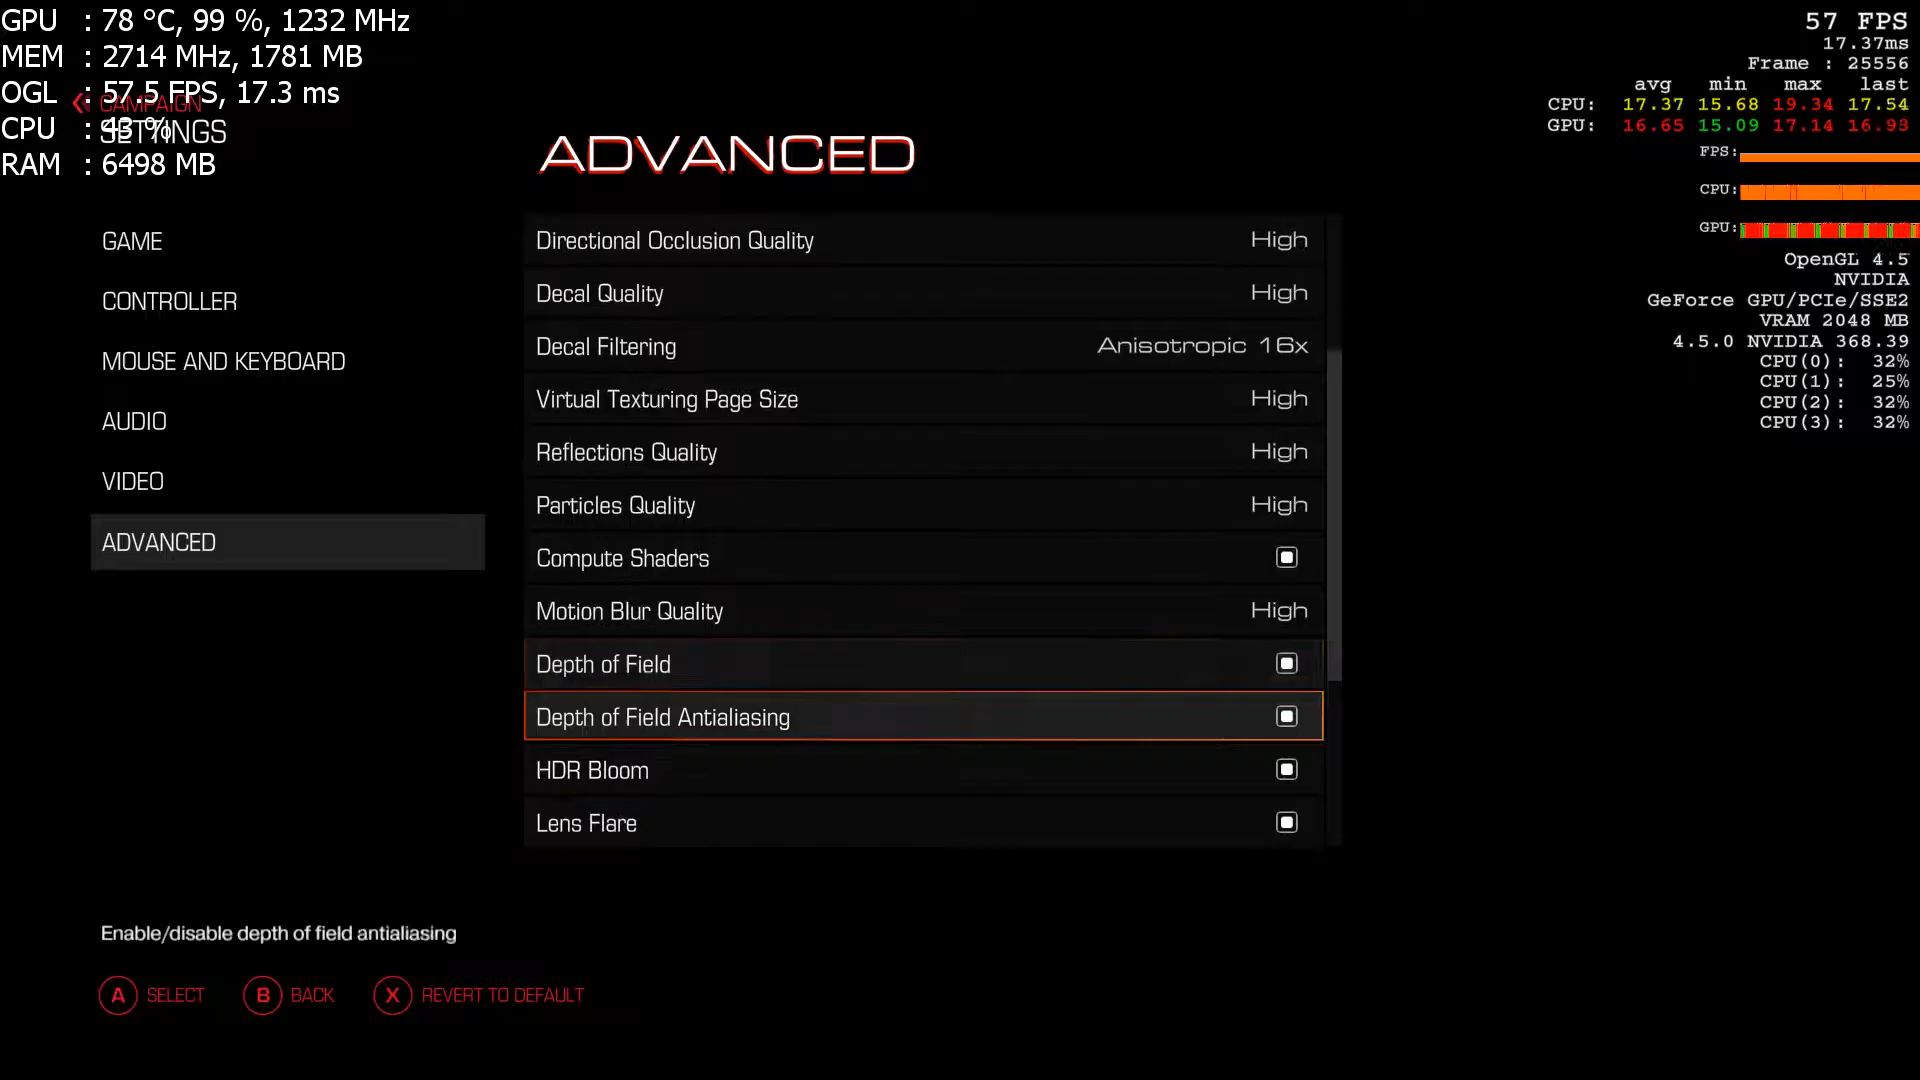 GPU : 78 °C, 99 %, 1232 MHz
MEM : 2714 MHz, 1781 MB
OGL : 57.5 FPS, 17.3 ms
CPU : 43 %
RAM : 6498 MB
CAMPAIGN
SETTINGS
GAME
CONTROLLER
MOUSE AND KEYBOARD
AUDIO
VIDEO
ADVANCED
ADVANCED
Directional Occlusion Quality High
Decal Quality High
Decal Filtering Anisotropic 16x
Virtual Texturing Page Size High
Reflections Quality High
Particles Quality High
Compute Shaders
Motion Blur Quality High
Depth of Field
Depth of Field Antialiasing
HDR Bloom
Lens Flare
Enable/disable depth of field antialiasing
A SELECT B BACK X REVERT TO DEFAULT
57 FPS
17.37ms
Frame : 25556
avg min max last
CPU: 17.37 15.68 19.34 17.54
GPU: 16.65 15.09 17.14 16.93
FPS:
CPU:
GPU:
OpenGL 4.5
NVIDIA
GeForce GPU/PCIe/SSE2
VRAM 2048 MB
4.5.0 NVIDIA 368.39
CPU(0): 32%
CPU(1): 25%
CPU(2): 32%
CPU(3): 32%